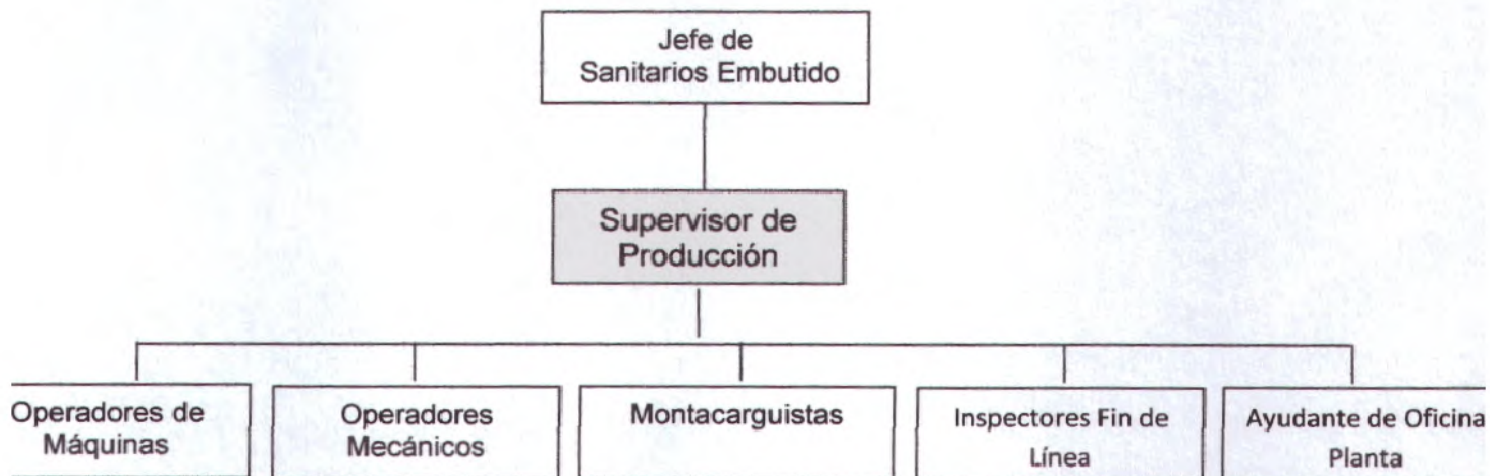 Jefe de
Sanitarios Embutido
Supervisor de
Producción
Operadores de
Máquinas
Operadores
Mecánicos
Montacarguistas
Inspectores Fin de
Línea
Ayudante de Oficina
Planta